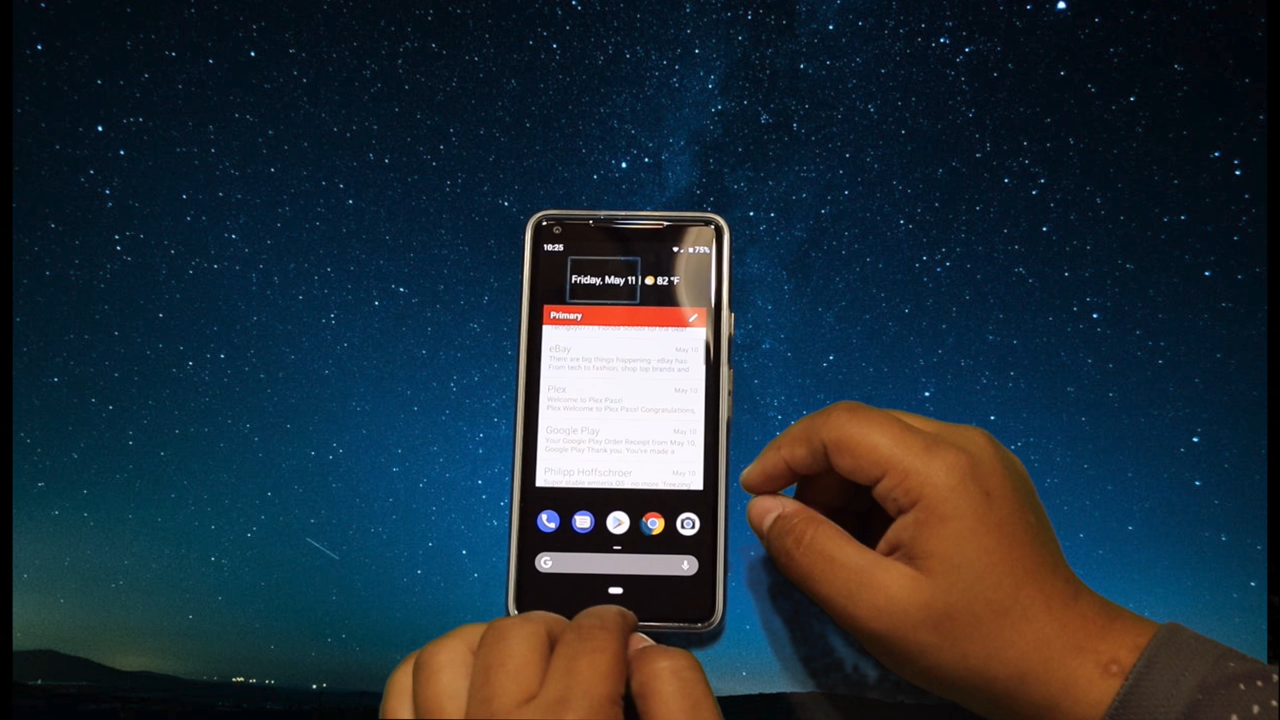 10:25
75%
Friday, May 11 | 82 °F
Primary
eBay May 10
There are big things happening - eBay has
From tech to fashion, shop top brands and
Plex May 10
Welcome to Plex Pass!
Plex Welcome to Plex Pass! Congratulations,
Google Play May 10
Your Google Play Order Receipt from May 10,
Google Play Thank you. You've made a
Philipp Hoffschröer May 10
G